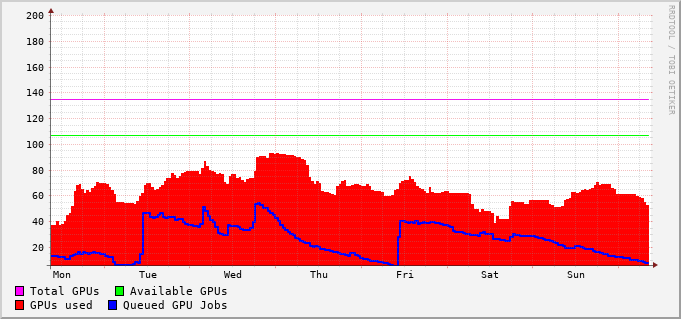 200
180
160
140
120
100
80
60
40
20
Mon Tue Wed Thu Fri Sat Sun
Total GPUs Available GPUs
GPUs used Queued GPU Jobs
RRDTOOL / TOBI OETIKER